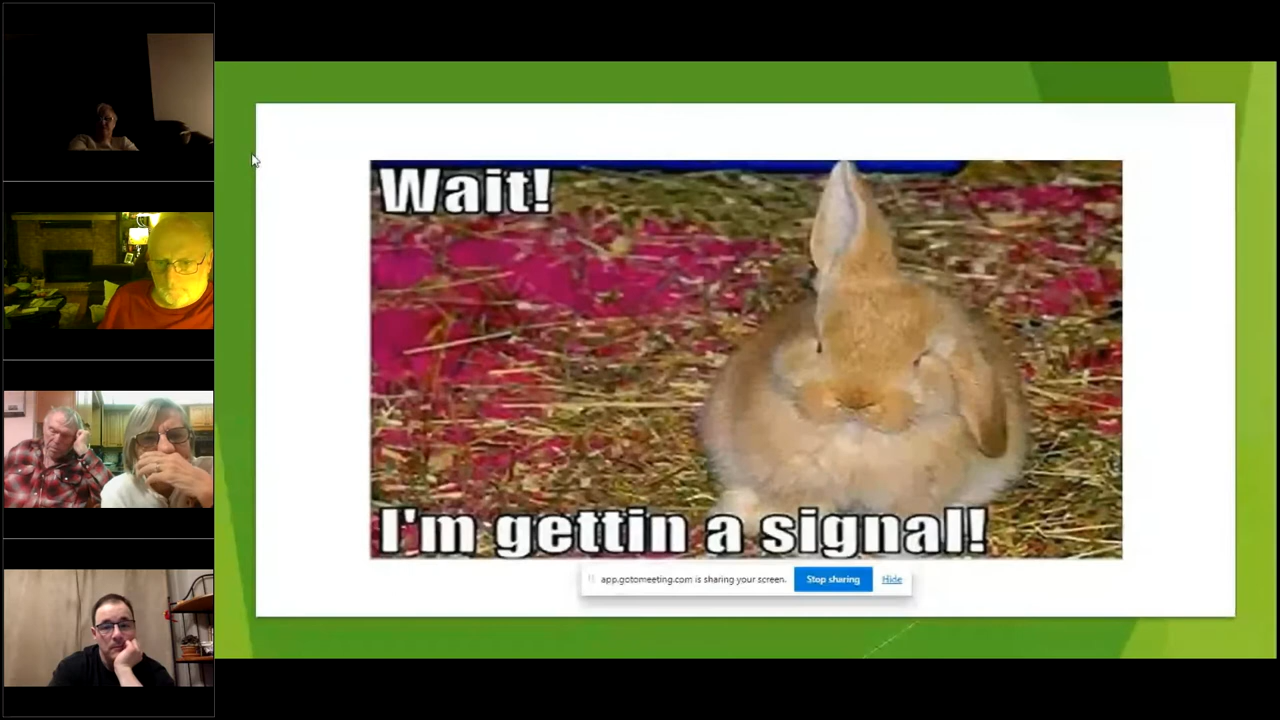 Wait!
I'm gettin a signal!
app.gotomeeting.com is sharing your screen.
Stop sharing
Hide